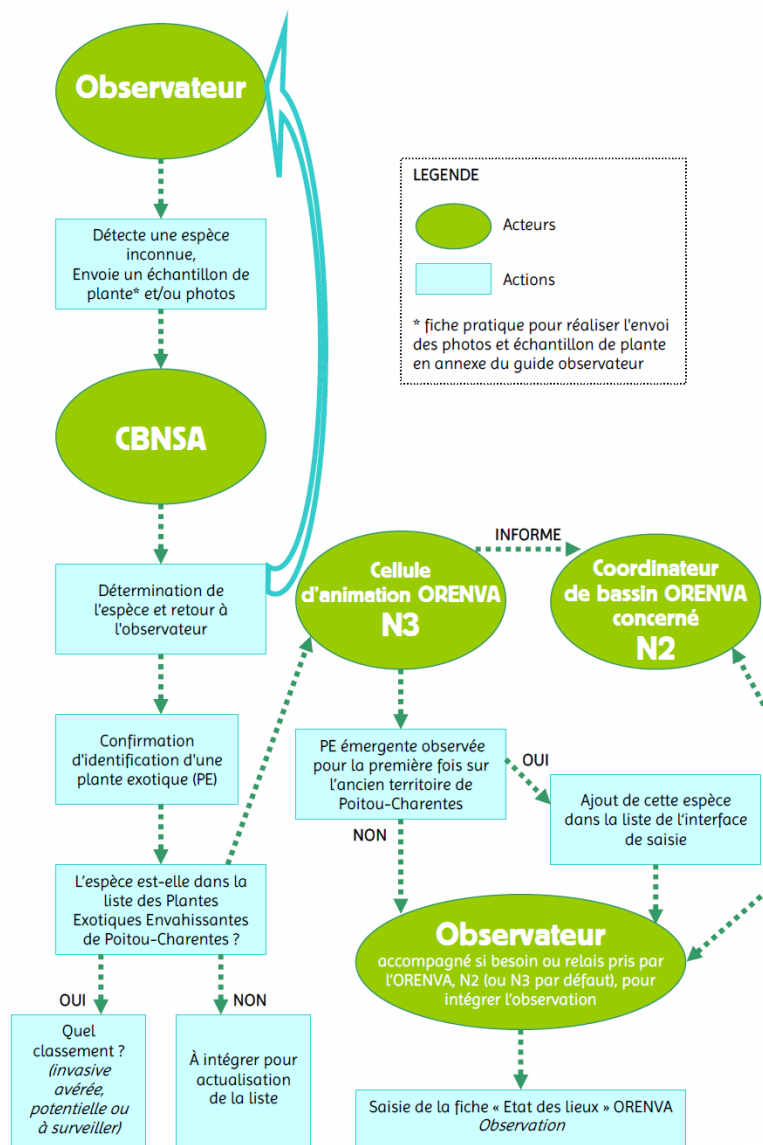 Observateur
Détecte une espèce
inconnue,
Envoie un échantillon de
plante* et/ou photos
CBNSA
Détermination de
l'espèce et retour à
l'observateur
Confirmation
d'identification d'une
plante exotique (PE)
L'espèce est-elle dans la
liste des Plantes
Exotiques Envahissantes
de Poitou-Charentes ?
OUI
NON
Quel
classement ?
(invasive
avérée,
potentielle ou
à surveiller)
À intégrer pour
actualisation
de la liste
LEGENDE
Acteurs
Actions
* fiche pratique pour réaliser l'envoi
des photos et échantillon de plante
en annexe du guide observateur
Cellule
d'animation ORENVA
N3
INFORME
Coordinateur
de bassin ORENVA
concerné
N2
PE émergente observée
pour la première fois sur
l'ancien territoire de
Poitou-Charentes
OUI
NON
Ajout de cette espèce
dans la liste de l'interface
de saisie
Observateur
accompagné si besoin ou relais pris par
l'ORENVA, N2 (ou N3 par défaut), pour
intégrer l'observation
Saisie de la fiche « Etat des lieux » ORENVA
Observation